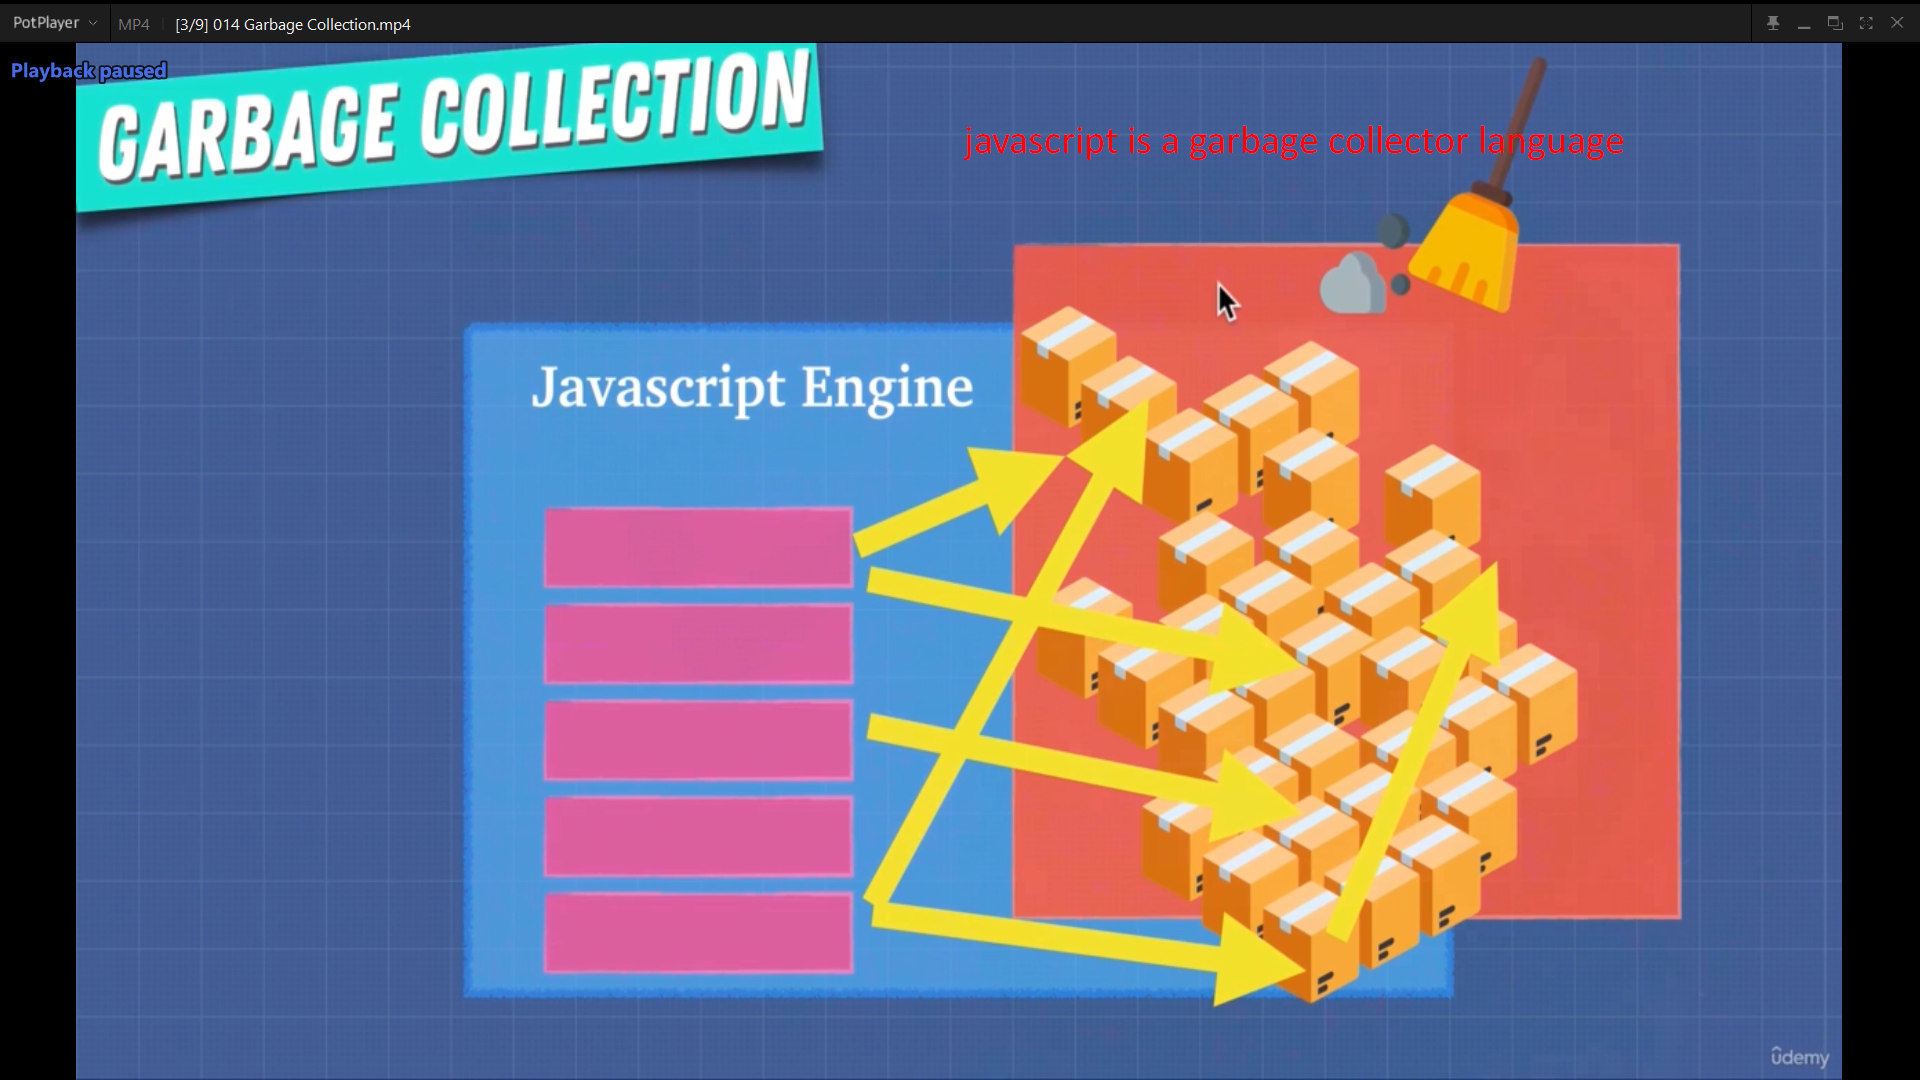 PotPlayer
MP4
[3/9] 014 Garbage Collection.mp4
Playback paused
GARBAGE COLLECTION
javascript is a garbage collector language
Javascript Engine
ûdemy